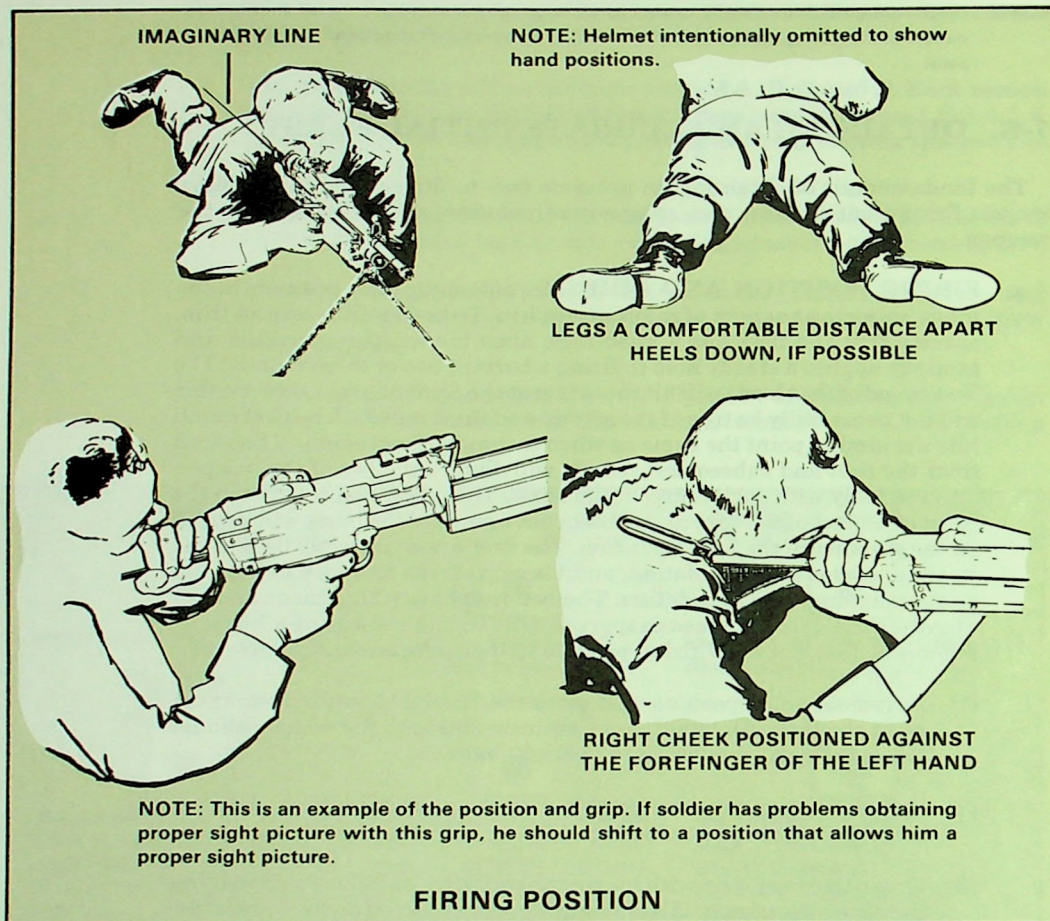 IMAGINARY LINE
NOTE: Helmet intentionally omitted to show
hand positions.
LEGS A COMFORTABLE DISTANCE APART
HEELS DOWN, IF POSSIBLE
RIGHT CHEEK POSITIONED AGAINST
THE FOREFINGER OF THE LEFT HAND
NOTE: This is an example of the position and grip. If soldier has problems obtaining
proper sight picture with this grip, he should shift to a position that allows him a
proper sight picture.
FIRING POSITION